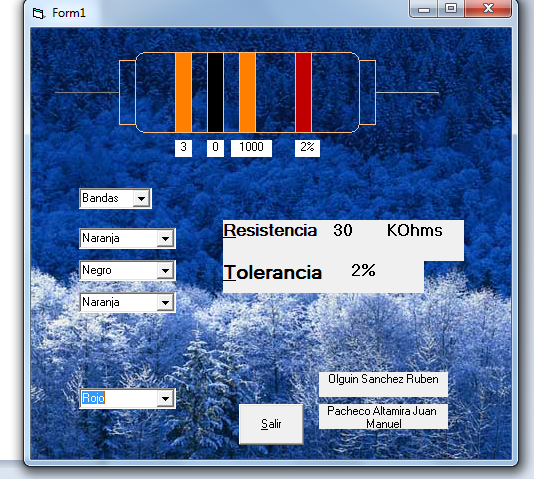 Form1
3 0 1000 2%
Bandas
Naranja
Resistencia 30 KOhms
Negro
Tolerancia 2%
Naranja
Olguin Sanchez Ruben
Rojo
Pacheco Altamira Juan
Manuel
Salir